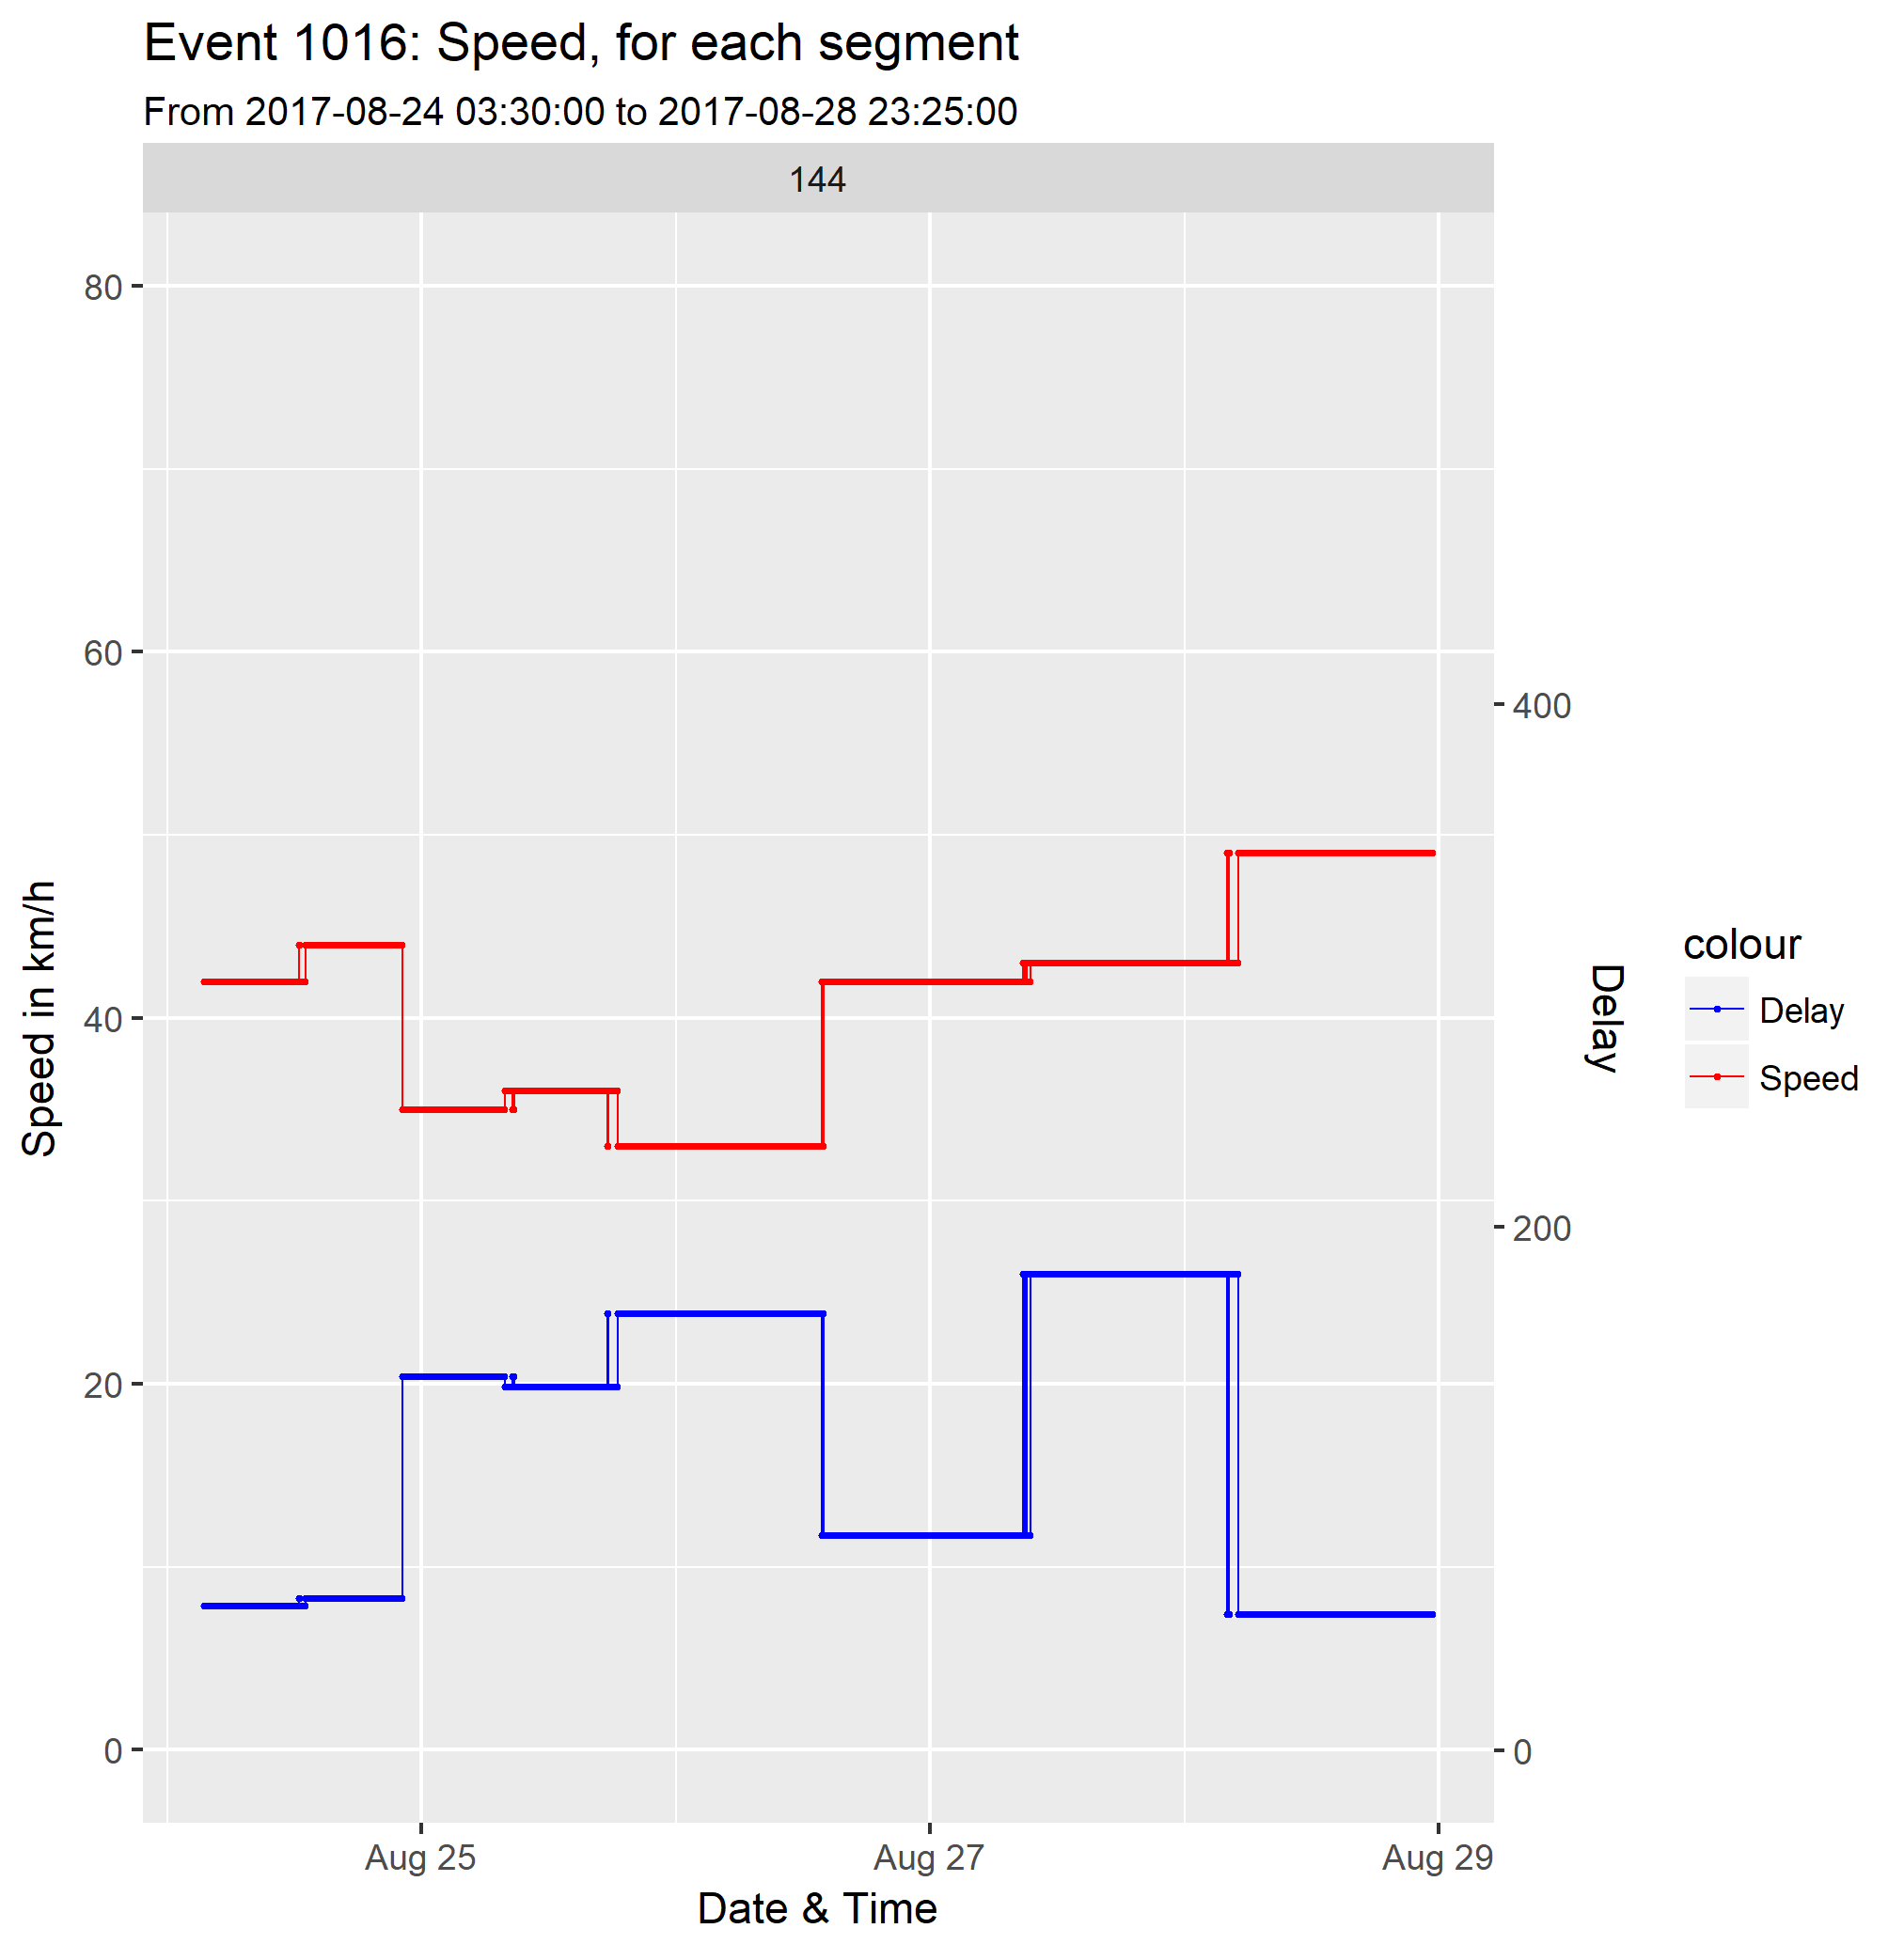 Event 1016: Speed, for each segment
From 2017-08-24 03:30:00 to 2017-08-28 23:25:00
144
Speed in km/h
80
60
40
20
0
400
200
0
Delay
Aug 25
Aug 27
Aug 29
Date & Time
colour
Delay
Speed